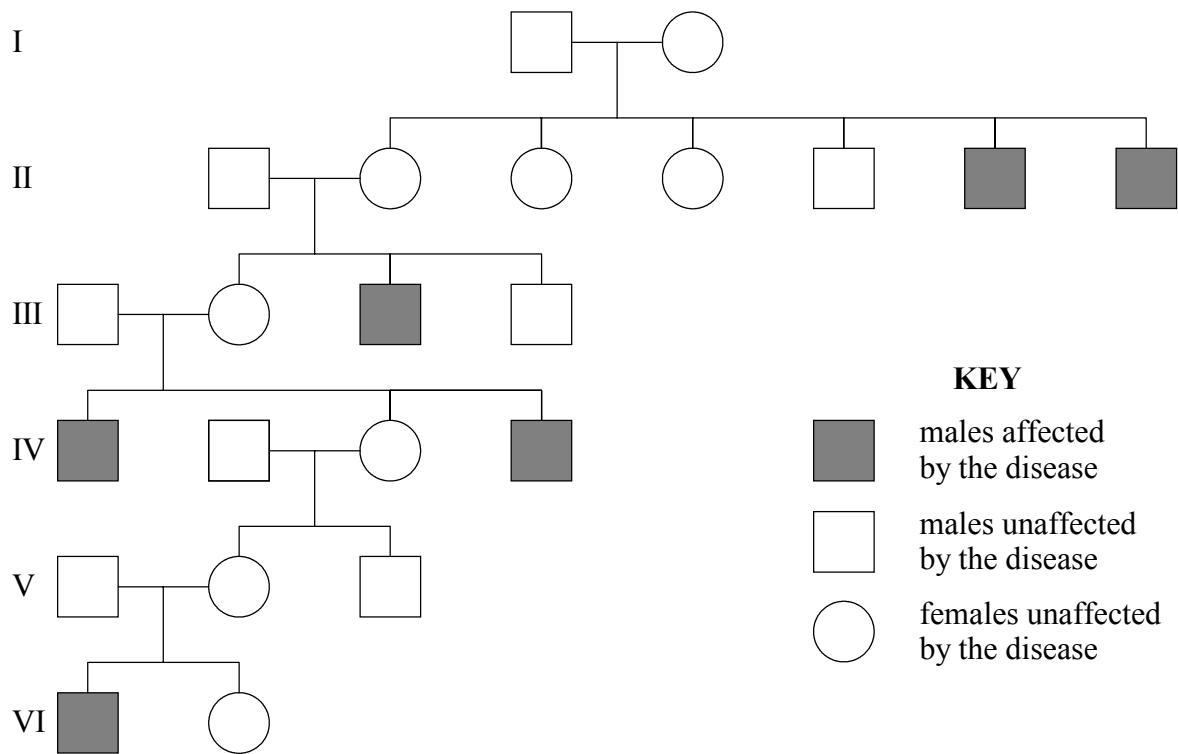 I
II
III
IV
V
VI
KEY
males affected
by the disease
males unaffected
by the disease
females unaffected
by the disease